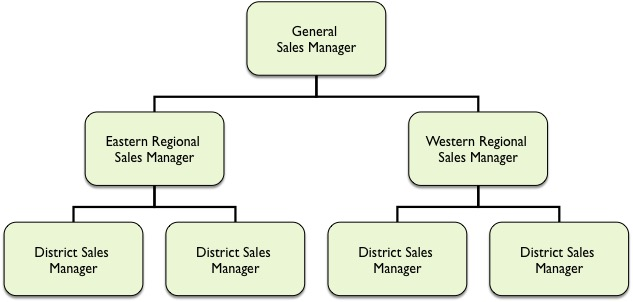 General
Sales Manager
Eastern Regional
Sales Manager
Western Regional
Sales Manager
District Sales
Manager
District Sales
Manager
District Sales
Manager
District Sales
Manager